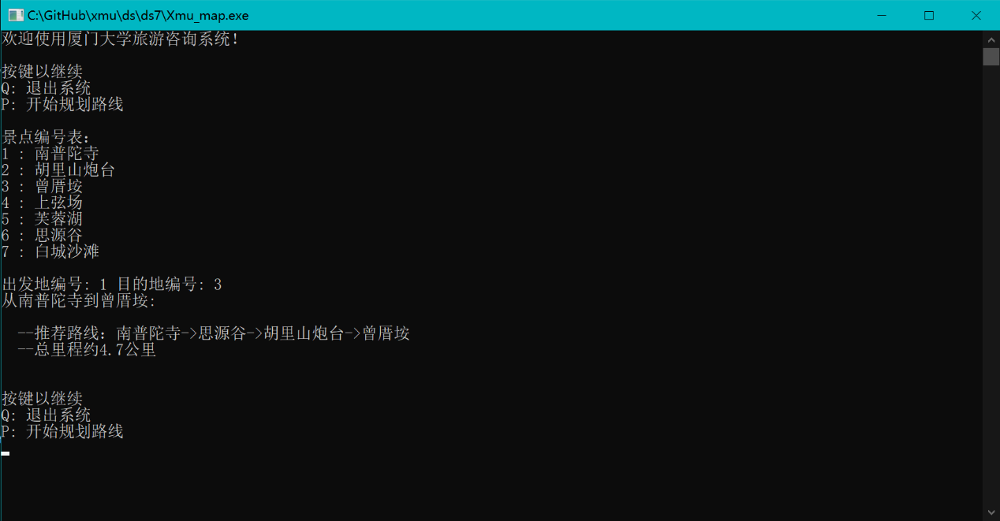 C:\GitHub\xmu\ds\ds7\Xmu_map.exe
欢迎使用厦门大学旅游咨询系统!
按键以继续
Q: 退出系统
P: 开始规划路线
景点编号表:
1 : 南普陀寺
2 : 胡里山炮台
3 : 曾厝垵
4 : 上弦场
5 : 芙蓉湖
6 : 思源谷
7 : 白城沙滩
出发地编号: 1 目的地编号: 3
从南普陀寺到曾厝垵:
--推荐路线: 南普陀寺->思源谷->胡里山炮台->曾厝垵
--总里程约4.7公里
按键以继续
Q: 退出系统
P: 开始规划路线